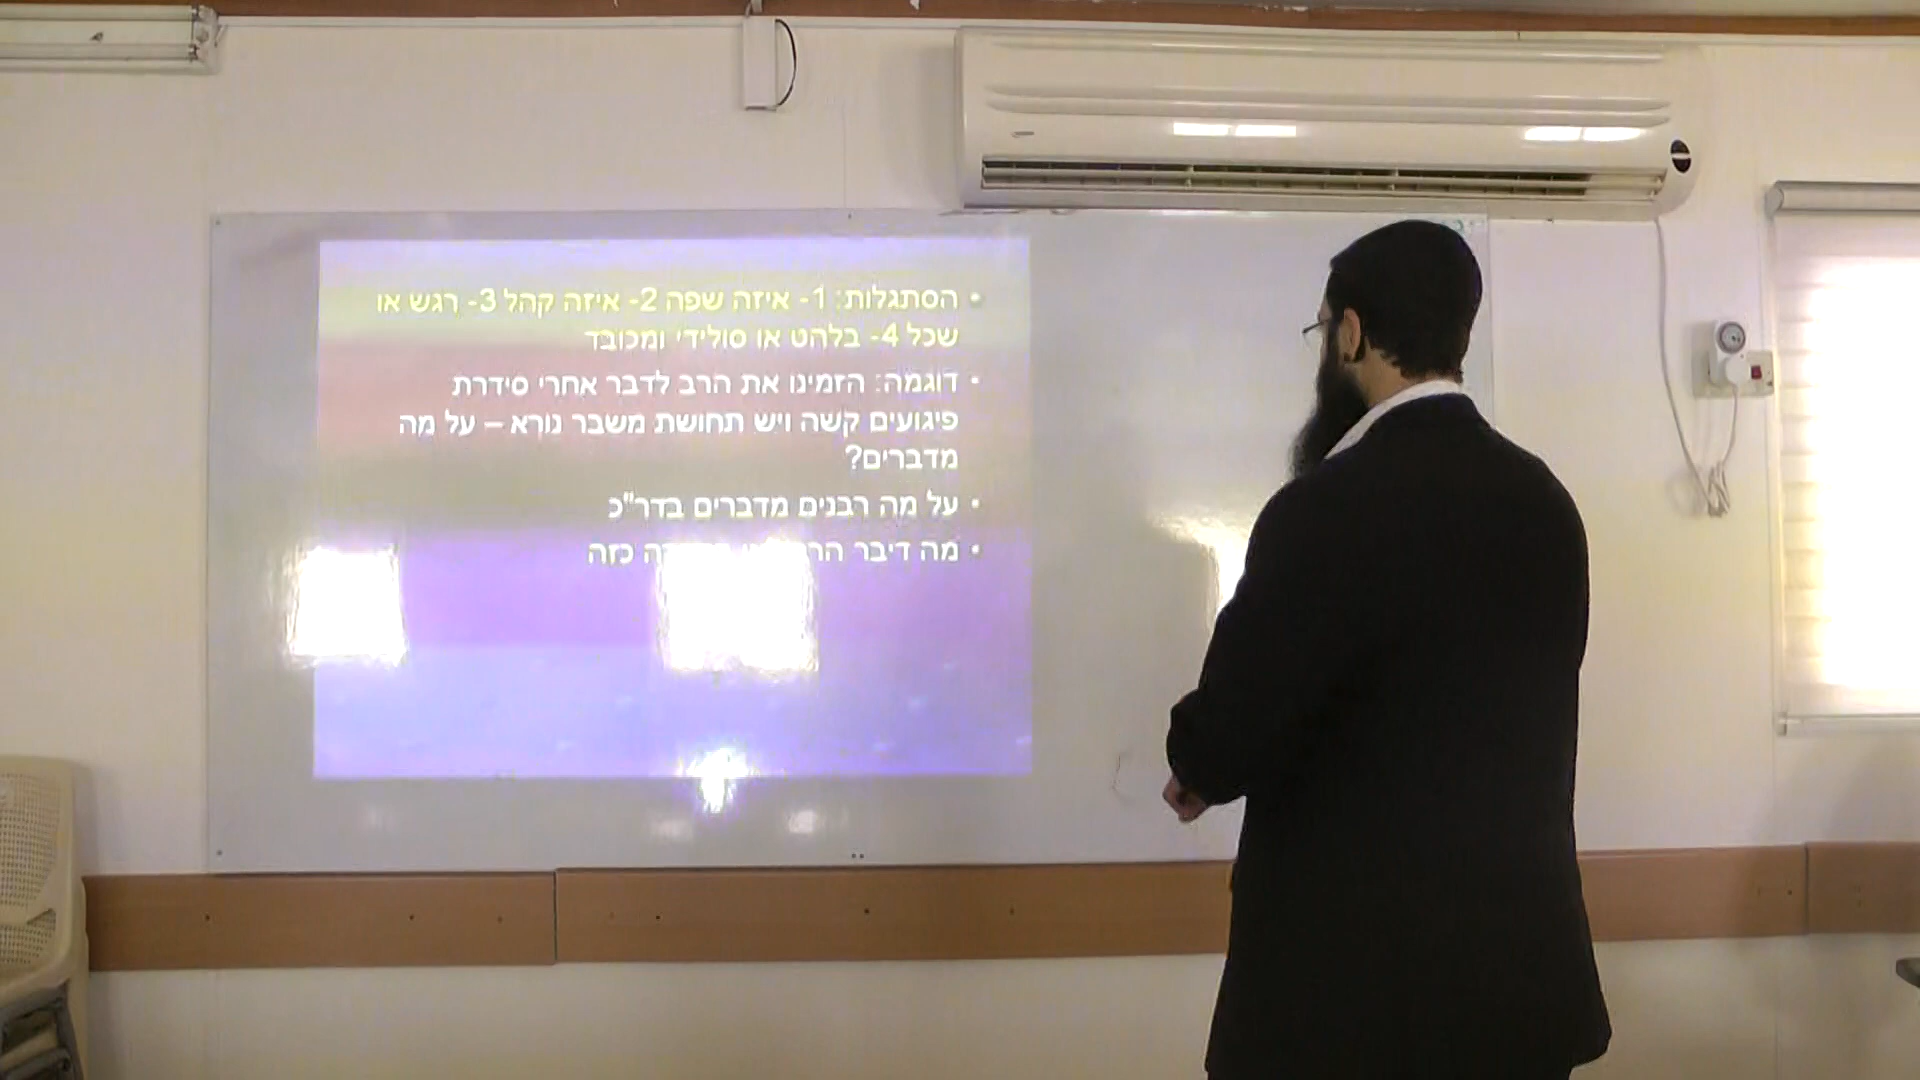 • הסתגלות: 1- איזה שפה 2- איזה קהל 3- רגש או
שכל 4- בלהט או סולידי ומכובד
• דוגמה: הזמינו את הרב לדבר אחרי סידרת
פיגועים קשה ויש תחושת משבר נורא – על מה
מדברים?
• על מה רבנים מדברים בדר"כ
• מה דיבר הרב כזה